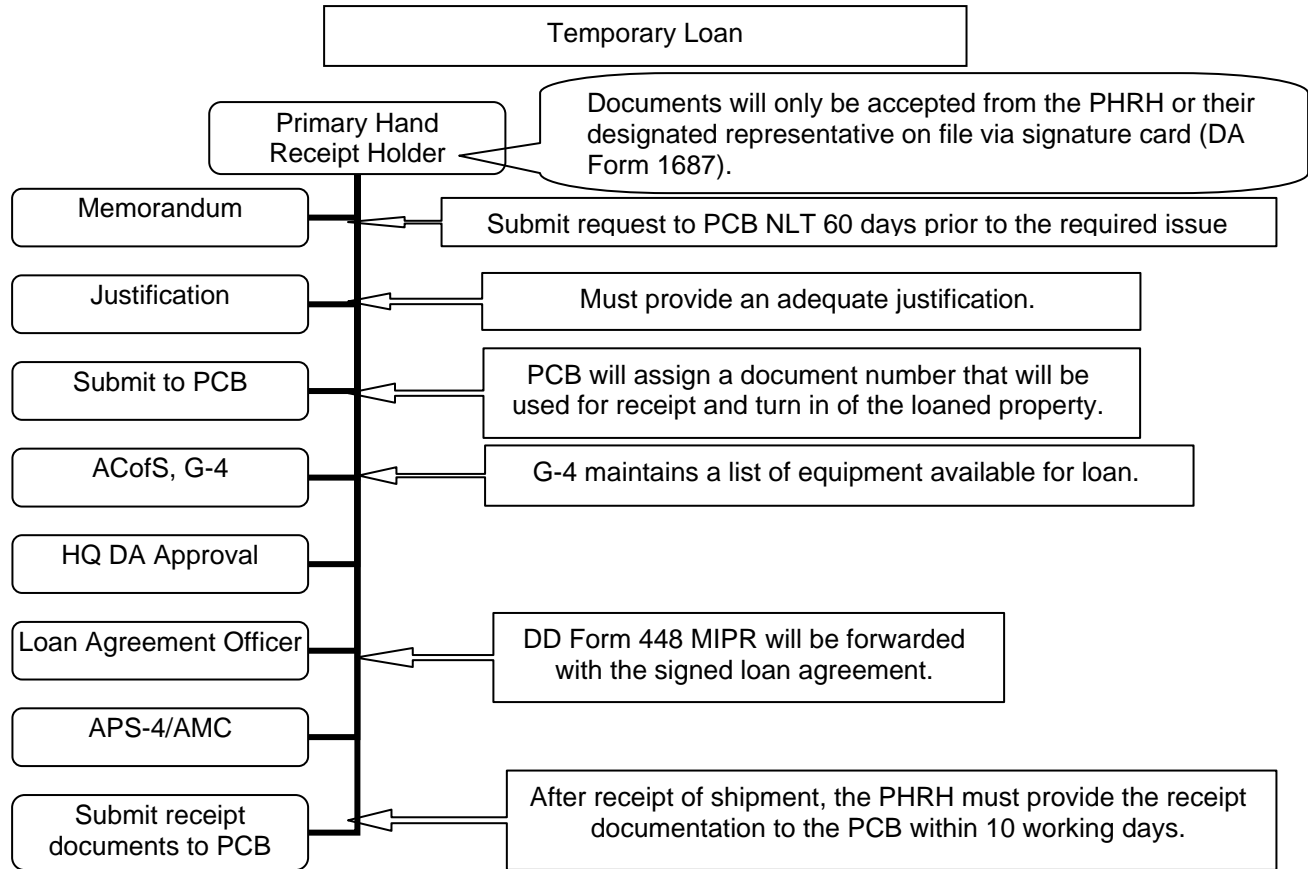 Temporary Loan
Primary Hand
Receipt Holder
Documents will only be accepted from the PHRH or their
designated representative on file via signature card (DA
Form 1687).
Memorandum
Submit request to PCB NLT 60 days prior to the required issue
Justification
Must provide an adequate justification.
Submit to PCB
PCB will assign a document number that will be
used for receipt and turn in of the loaned property.
ACofS, G-4
G-4 maintains a list of equipment available for loan.
HQ DA Approval
Loan Agreement Officer
DD Form 448 MIPR will be forwarded
with the signed loan agreement.
APS-4/AMC
Submit receipt
documents to PCB
After receipt of shipment, the PHRH must provide the receipt
documentation to the PCB within 10 working days.